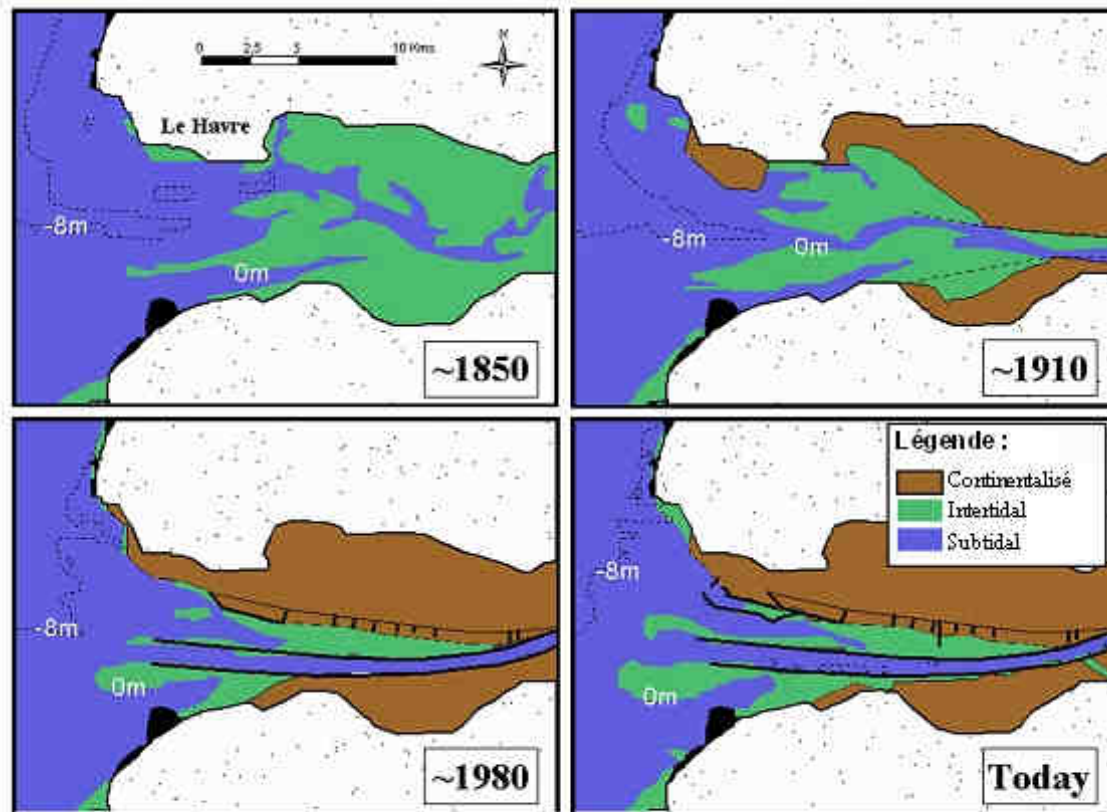 0 2,5 5 10 Kms
N
Le Havre
-8m
0m
~1850
-8m
0m
~1910
-8m
0m
~1980
Légende :
Continentalisé
Intertidal
Subtidal
-8m
0m
Today